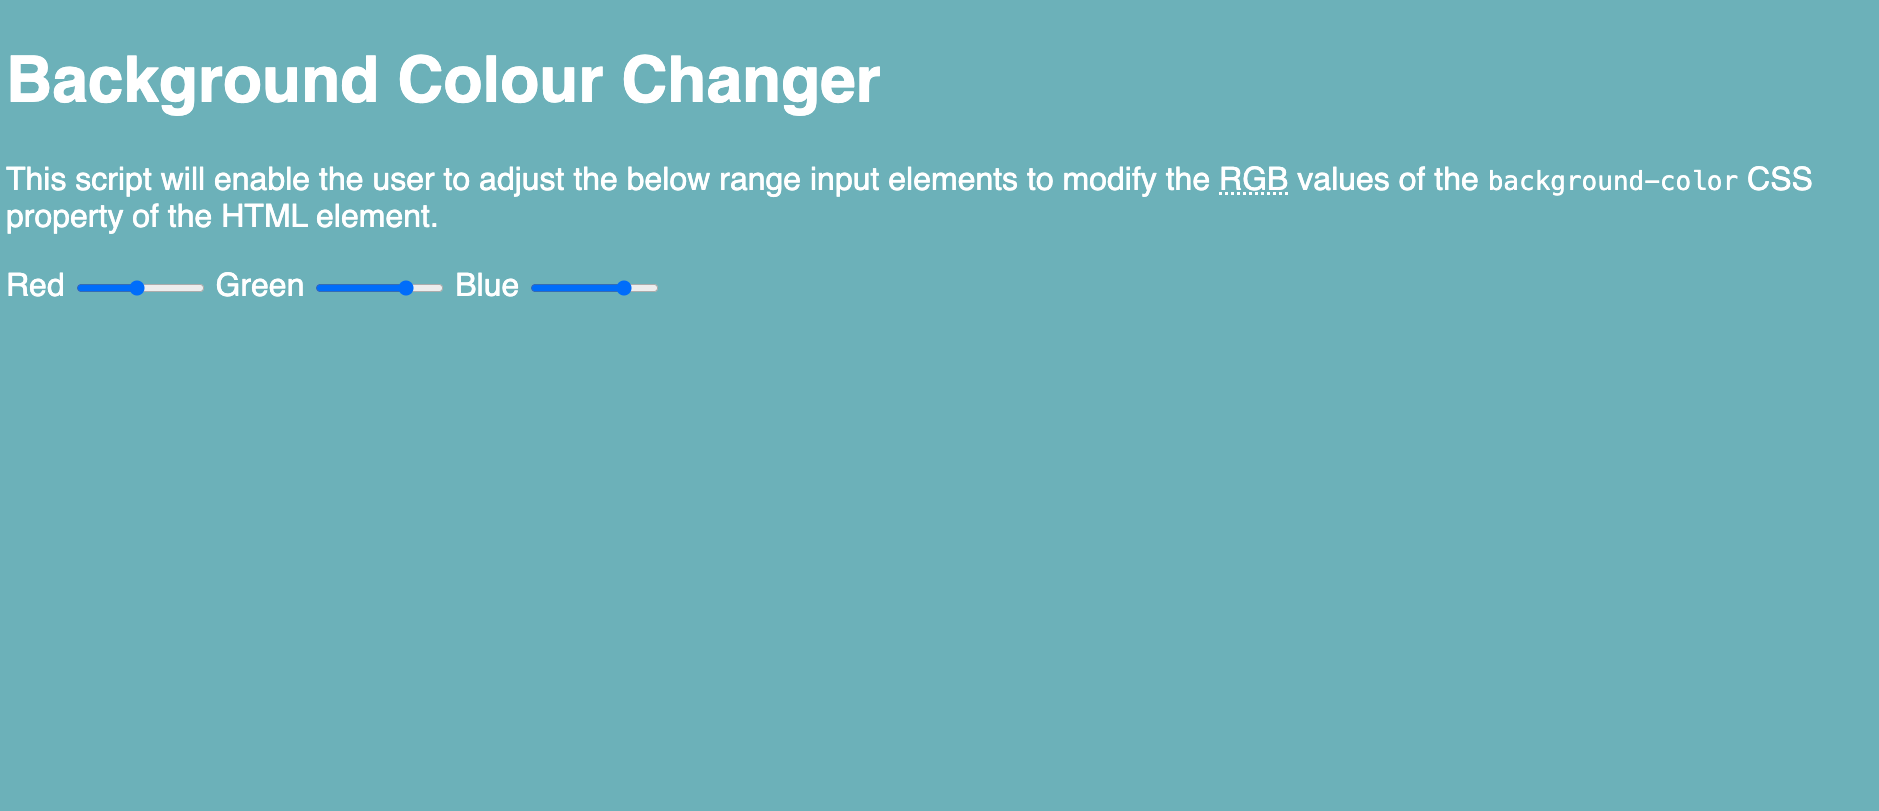 Background Colour Changer
This script will enable the user to adjust the below range input elements to modify the RGB values of the background-color CSS
property of the HTML element.
Red Green Blue